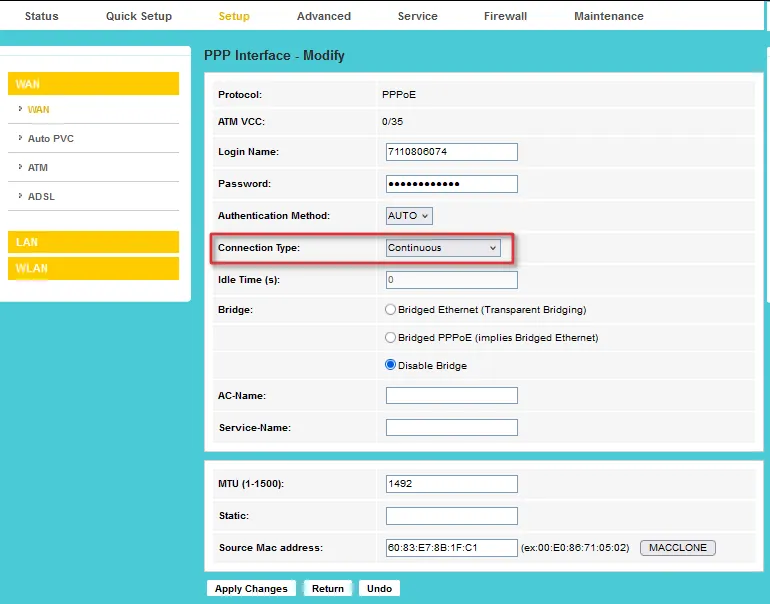 Status Quick Setup Setup Advanced Service Firewall Maintenance
PPP Interface - Modify
WAN
WAN
Auto PVC
ATM
ADSL
LAN
WLAN
Protocol: PPPoE
ATM VCC: 0/35
Login Name: 7110806074
Password: ●●●●●●●●●●●●
Authentication Method: AUTO
Connection Type: Continuous
Idle Time (s): 0
Bridge: Bridged Ethernet (Transparent Bridging)
Bridged PPPoE (implies Bridged Ethernet)
Disable Bridge
AC-Name:
Service-Name:
MTU (1-1500): 1492
Static:
Source Mac address: 60:83:E7:8B:1F:C1 (ex:00:E0:86:71:05:02) MACCLONE
Apply Changes Return Undo